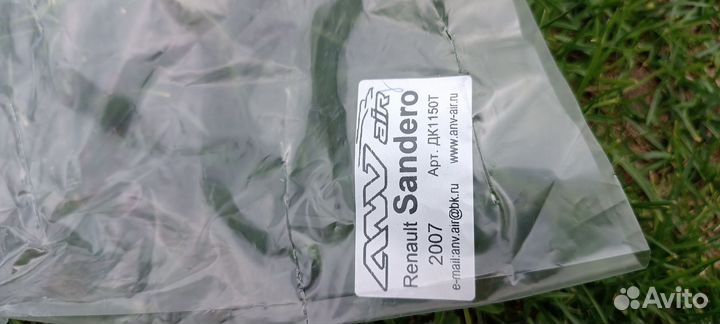 ANV air
Renault Sandero
2007 Арт. ДК1150Т
e-mail:anv.air@bk.ru www.anv-air.ru
Avito